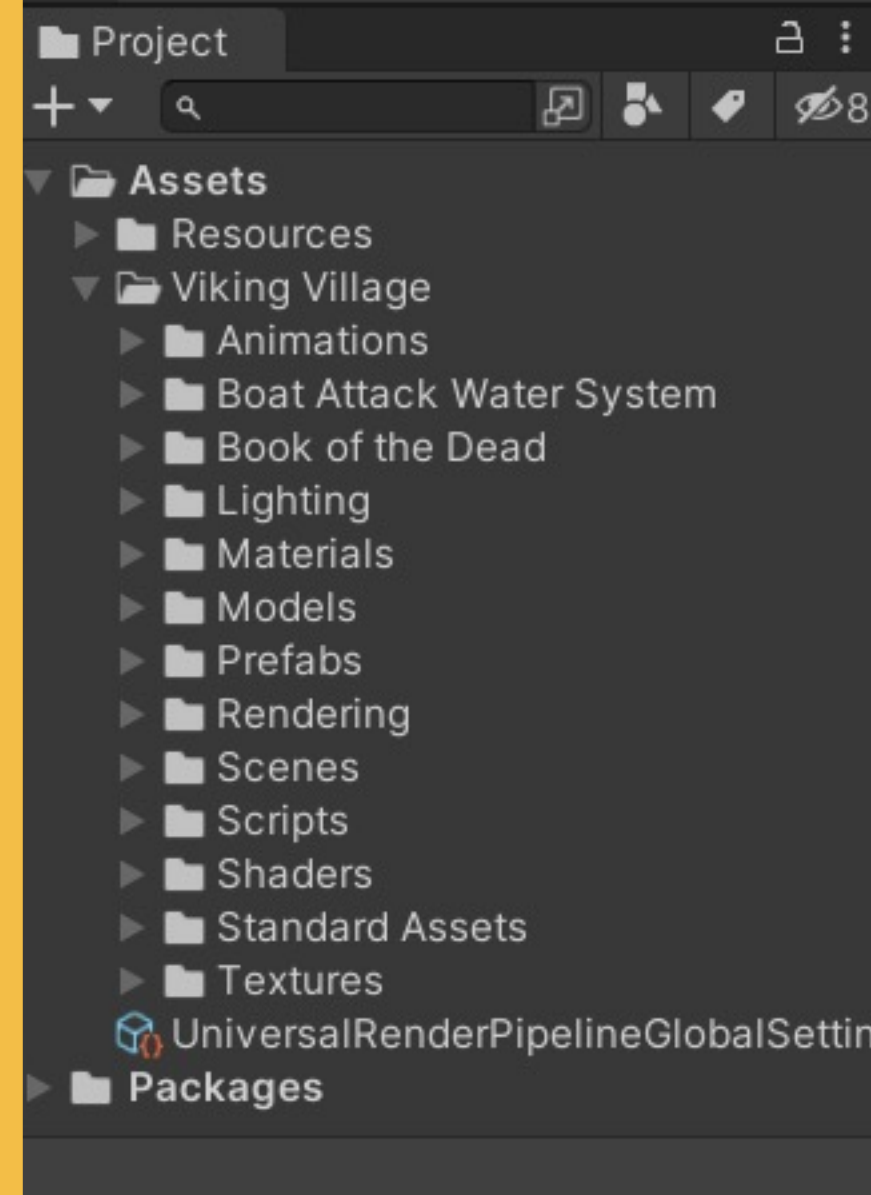 Project
8
Assets
Resources
Viking Village
Animations
Boat Attack Water System
Book of the Dead
Lighting
Materials
Models
Prefabs
Rendering
Scenes
Scripts
Shaders
Standard Assets
Textures
UniversalRenderPipelineGlobalSettin
Packages